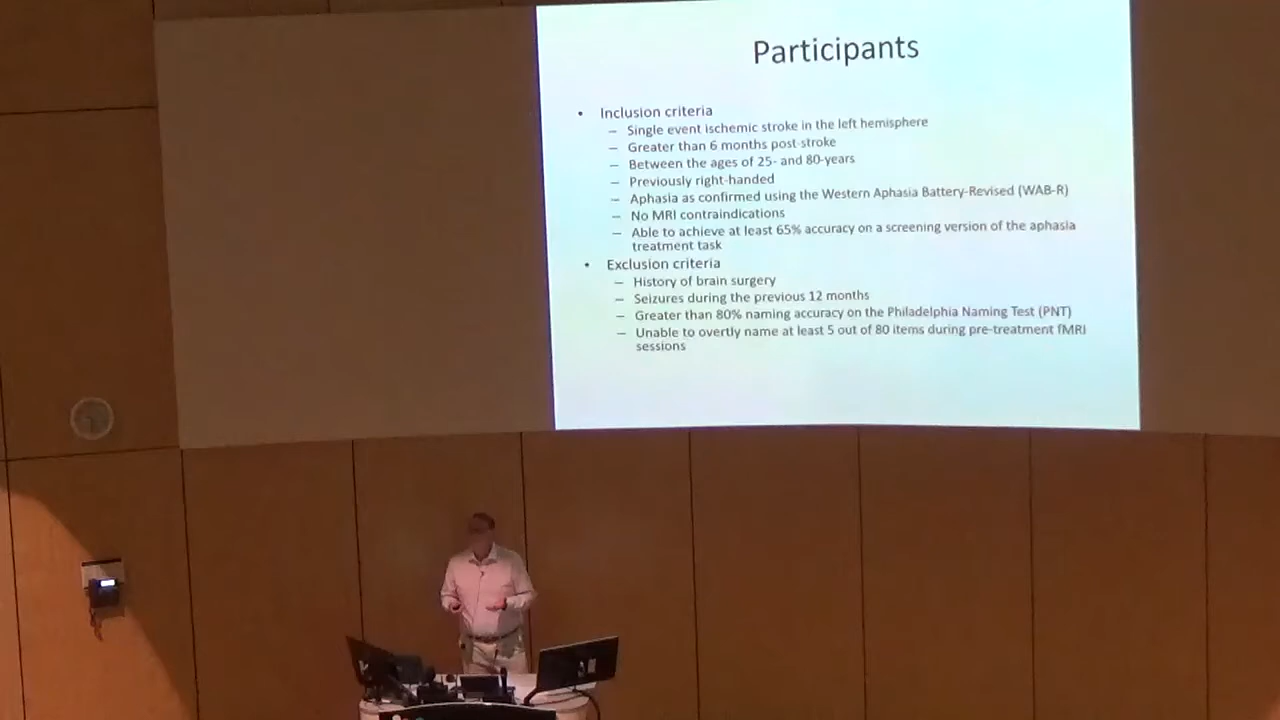 Participants
• Inclusion criteria
– Single event ischemic stroke in the left hemisphere
– Greater than 6 months post-stroke
– Between the ages of 25- and 80-years
– Previously right-handed
– Aphasia as confirmed using the Western Aphasia Battery-Revised (WAB-R)
– No MRI contraindications
– Able to achieve at least 65% accuracy on a screening version of the aphasia
treatment task
• Exclusion criteria
– History of brain surgery
– Seizures during the previous 12 months
– Greater than 80% naming accuracy on the Philadelphia Naming Test (PNT)
– Unable to overtly name at least 5 out of 80 items during pre-treatment fMRI
sessions